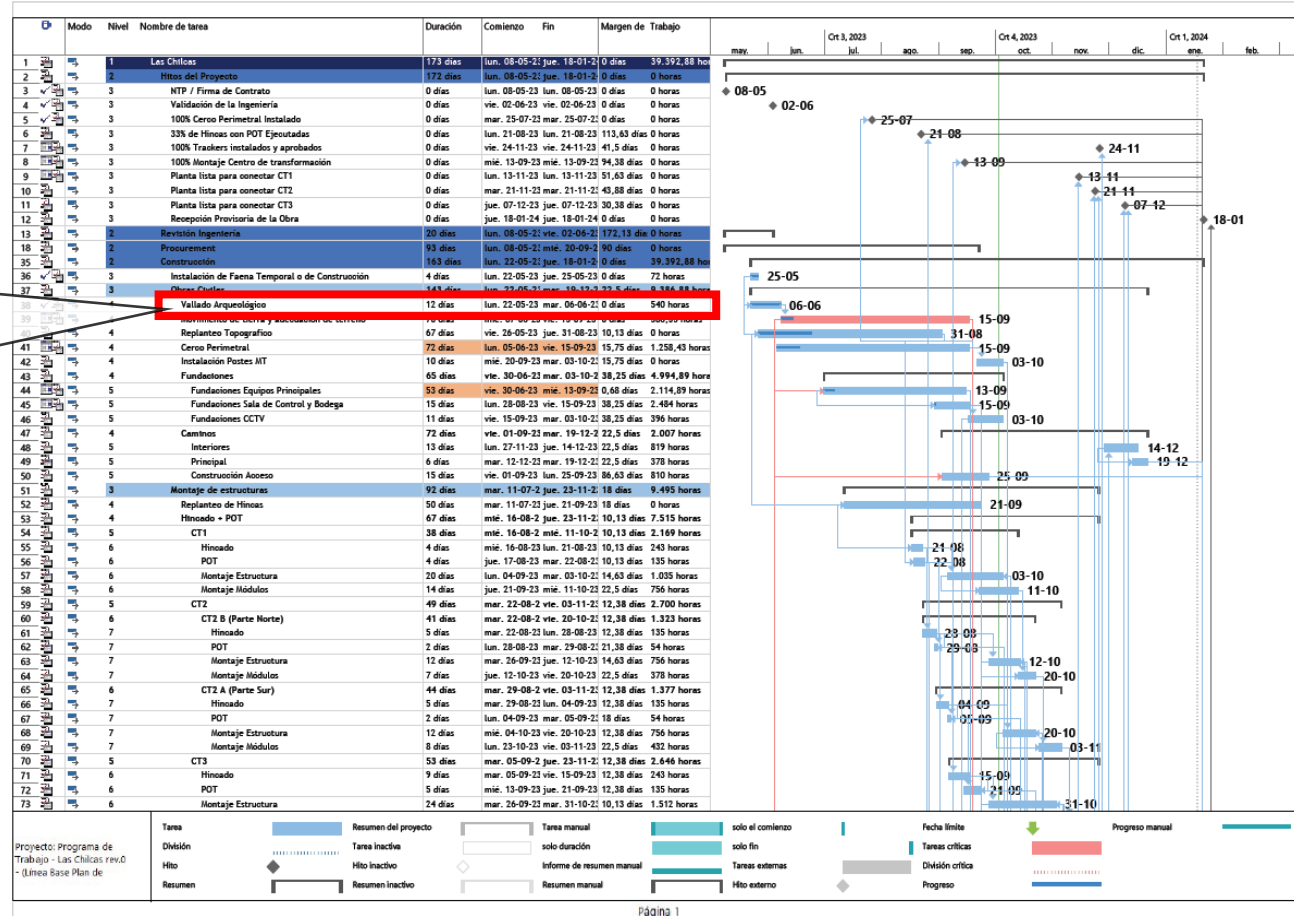 Modo Nivel Nombre de tarea Duración Comienzo Fin Margen de Trabajo
Crt 3, 2023 Crt 4, 2023 Crt 1, 2024
may. jun. jul. ago. sep. oct. nov. dic. ene. feb.
1 1 Las Chilcas 173 días lun. 08-05-23 jue. 18-01-24 0 días 39.392,88 hor
2 2 Hitos del Proyecto 172 días lun. 08-05-23 jue. 18-01-24 0 días 0 horas
3 3 NTP / Firma de Contrato 0 días lun. 08-05-23 lun. 08-05-23 0 días 0 horas 08-05
4 3 Validación de la Ingeniería 0 días vie. 02-06-23 vie. 02-06-23 0 días 0 horas 02-06
5 3 100% Cerco Perimetral Instalado 0 días mar. 25-07-23 mar. 25-07-23 0 días 0 horas 25-07
6 3 33% de Hincas con POT Ejecutadas 0 días lun. 21-08-23 lun. 21-08-23 113,63 días 0 horas 21-08
7 3 100% Trackers instalados y aprobados 0 días vie. 24-11-23 vie. 24-11-23 41,5 días 0 horas 24-11
8 3 100% Montaje Centro de transformación 0 días mié. 13-09-23 mié. 13-09-23 94,38 días 0 horas 13-09
9 3 Planta lista para conectar CT1 0 días lun. 13-11-23 lun. 13-11-23 51,63 días 0 horas 13-11
10 3 Planta lista para conectar CT2 0 días mar. 21-11-23 mar. 21-11-23 43,88 días 0 horas 21-11
11 3 Planta lista para conectar CT3 0 días jue. 07-12-23 jue. 07-12-23 30,38 días 0 horas 07-12
12 3 Recepción Provisoria de la Obra 0 días jue. 18-01-24 jue. 18-01-24 0 días 0 horas 18-01
13 2 Revisión Ingeniería 20 días lun. 08-05-23 vie. 02-06-23 172,13 día 0 horas
18 2 Procurement 93 días lun. 08-05-23 mié. 20-09-2 90 días 0 horas
35 2 Construcción 163 días lun. 22-05-23 jue. 18-01-24 0 días 39.392,88 hor
36 3 Instalación de Faena Temporal o de Construcción 4 días lun. 22-05-23 jue. 25-05-23 0 días 72 horas 25-05
37 3 Obras Civiles 143 días lun. 22-05-23 mar. 19-12-2 22,5 días 9.386,88 hor
38 4 Vallado Arqueológico 12 días lun. 22-05-23 mar. 06-06-23 0 días 540 horas 06-06
39 Movimiento de tierra y adecuación de terreno 15-09
40 4 Replanteo Topografico 67 días vie. 26-05-23 jue. 31-08-23 10,13 días 0 horas 31-08
41 4 Cerco Perimetral 72 días lun. 05-06-23 vie. 15-09-23 15,75 días 1.258,43 horas 15-09
42 4 Instalación Postes MT 10 días mié. 20-09-23 mar. 03-10-23 15,75 días 0 horas 03-10
43 4 Fundaciones 65 días vie. 30-06-23 mar. 03-10-2 38,25 días 4.994,89 hora
44 5 Fundaciones Equipos Principales 53 días vie. 30-06-23 mié. 13-09-23 0,68 días 2.114,89 horas 13-09
45 5 Fundaciones Sala de Control y Bodega 15 días lun. 28-08-23 vie. 15-09-23 38,25 días 2.484 horas 15-09
46 5 Fundaciones CCTV 11 días vie. 15-09-23 mar. 03-10-23 38,25 días 396 horas 03-10
47 4 Caminos 72 días vie. 01-09-23 mar. 19-12-2 22,5 días 2.007 horas
48 5 Interiores 13 días lun. 27-11-23 jue. 14-12-23 22,5 días 819 horas 14-12
49 5 Principal 6 días mar. 12-12-23 mar. 19-12-23 22,5 días 378 horas 19-12
50 5 Construcción Acceso 15 días vie. 01-09-23 lun. 25-09-23 86,63 días 810 horas 25-09
51 3 Montaje de estructuras 92 días mar. 11-07-2 jue. 23-11-23 18 días 9.495 horas
52 4 Replanteo de Hincas 50 días mar. 11-07-23 jue. 21-09-23 18 días 0 horas 21-09
53 4 Hincado + POT 67 días mié. 16-08-2 jue. 23-11-23 10,13 días 7.515 horas
54 5 CT1 38 días mié. 16-08-2 mié. 11-10-2 10,13 días 2.169 horas
55 6 Hincado 4 días mié. 16-08-23 lun. 21-08-23 10,13 días 243 horas 21-08
56 6 POT 4 días jue. 17-08-23 mar. 22-08-23 10,13 días 135 horas 22-08
57 6 Montaje Estructura 20 días lun. 04-09-23 mar. 03-10-23 14,63 días 1.035 horas 03-10
58 6 Montaje Módulos 14 días jue. 21-09-23 mié. 11-10-23 22,5 días 756 horas 11-10
59 5 CT2 49 días mar. 22-08-2 vie. 03-11-23 12,38 días 2.700 horas
60 6 CT2 B (Parte Norte) 41 días mar. 22-08-2 vie. 20-10-23 12,38 días 1.323 horas
61 7 Hincado 5 días mar. 22-08-23 lun. 28-08-23 12,38 días 135 horas 28-08
62 7 POT 2 días lun. 28-08-23 mar. 29-08-23 21,38 días 54 horas 29-08
63 7 Montaje Estructura 12 días mar. 26-09-23 jue. 12-10-23 14,63 días 756 horas 12-10
64 7 Montaje Módulos 7 días jue. 12-10-23 vie. 20-10-23 22,5 días 378 horas 20-10
65 6 CT2 A (Parte Sur) 44 días mar. 29-08-2 vie. 03-11-23 12,38 días 1.377 horas
66 7 Hincado 5 días mar. 29-08-23 lun. 04-09-23 12,38 días 135 horas 04-09
67 7 POT 2 días lun. 04-09-23 mar. 05-09-23 18 días 54 horas 05-09
68 7 Montaje Estructura 12 días mié. 04-10-23 vie. 20-10-23 12,38 días 756 horas 20-10
69 7 Montaje Módulos 8 días lun. 23-10-23 vie. 03-11-23 22,5 días 432 horas 03-11
70 5 CT3 53 días mar. 05-09-2 jue. 23-11-23 12,38 días 2.646 horas
71 6 Hincado 9 días mar. 05-09-23 vie. 15-09-23 12,38 días 243 horas 15-09
72 6 POT 5 días mié. 13-09-23 jue. 21-09-23 12,38 días 135 horas 21-09
73 6 Montaje Estructura 24 días mar. 26-09-23 mar. 31-10-23 10,13 días 1.512 horas 31-10
Proyecto: Programa de
Trabajo - Las Chilcas rev.0
- (Línea Base Plan de
Tarea Resumen del proyecto Tarea manual solo el comienzo Fecha límite Progreso manual
División Tarea inactiva solo duración solo fin Tareas críticas
Hito Hito inactivo Informe de resumen manual Tareas externas División crítica
Resumen Resumen inactivo Resumen manual Hito externo Progreso
Página 1